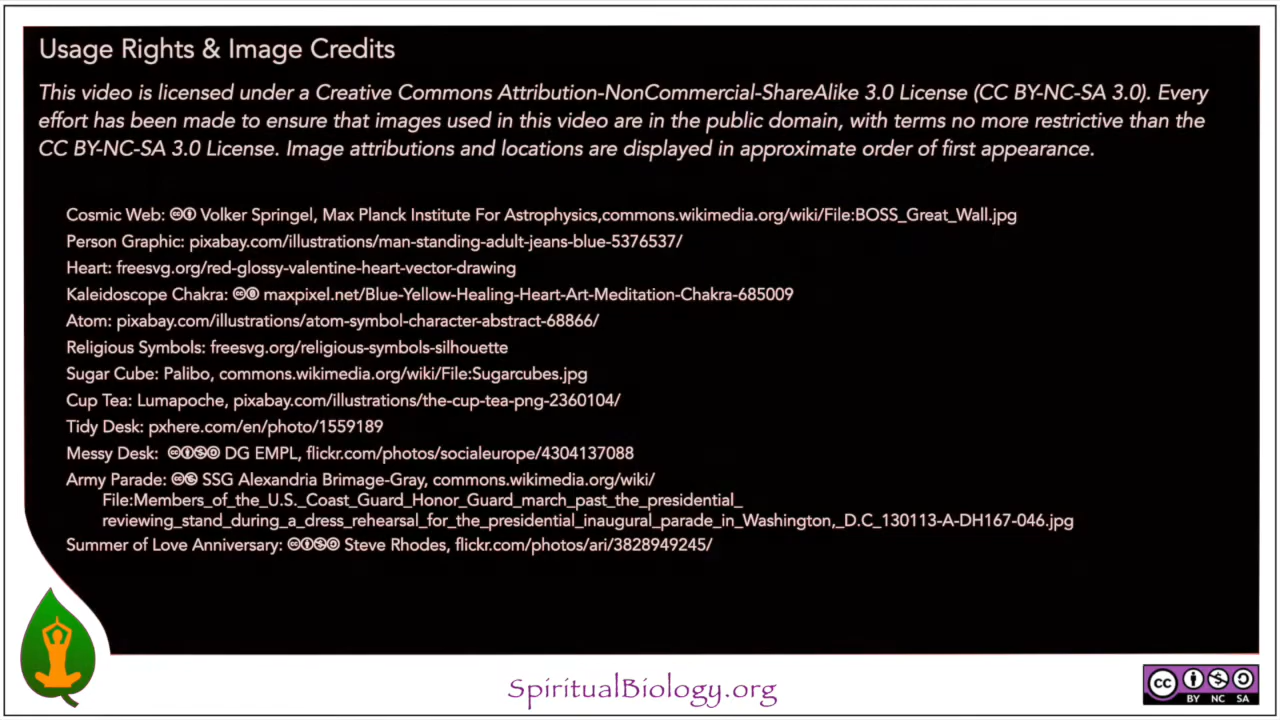 Usage Rights & Image Credits
This video is licensed under a Creative Commons Attribution-NonCommercial-ShareAlike 3.0 License (CC BY-NC-SA 3.0). Every
effort has been made to ensure that images used in this video are in the public domain, with terms no more restrictive than the
CC BY-NC-SA 3.0 License. Image attributions and locations are displayed in approximate order of first appearance.
Cosmic Web: Volker Springel, Max Planck Institute For Astrophysics,commons.wikimedia.org/wiki/File:BOSS_Great_Wall.jpg
Person Graphic: pixabay.com/illustrations/man-standing-adult-jeans-blue-5376537/
Heart: freesvg.org/red-glossy-valentine-heart-vector-drawing
Kaleidoscope Chakra: maxpixel.net/Blue-Yellow-Healing-Heart-Art-Meditation-Chakra-685009
Atom: pixabay.com/illustrations/atom-symbol-character-abstract-68866/
Religious Symbols: freesvg.org/religious-symbols-silhouette
Sugar Cube: Palibo, commons.wikimedia.org/wiki/File:Sugarcubes.jpg
Cup Tea: Lumapoche, pixabay.com/illustrations/the-cup-tea-png-2360104/
Tidy Desk: pxhere.com/en/photo/1559189
Messy Desk: DG EMPL, flickr.com/photos/socialeurope/4304137088
Army Parade: SSG Alexandria Brimage-Gray, commons.wikimedia.org/wiki/
File:Members_of_the_U.S._Coast_Guard_Honor_Guard_march_past_the_presidential_
reviewing_stand_during_a_dress_rehearsal_for_the_presidential_inaugural_parade_in_Washington,_D.C_130113-A-DH167-046.jpg
Summer of Love Anniversary: Steve Rhodes, flickr.com/photos/ari/3828949245/
SpiritualBiology.org
cc
BY NC SA